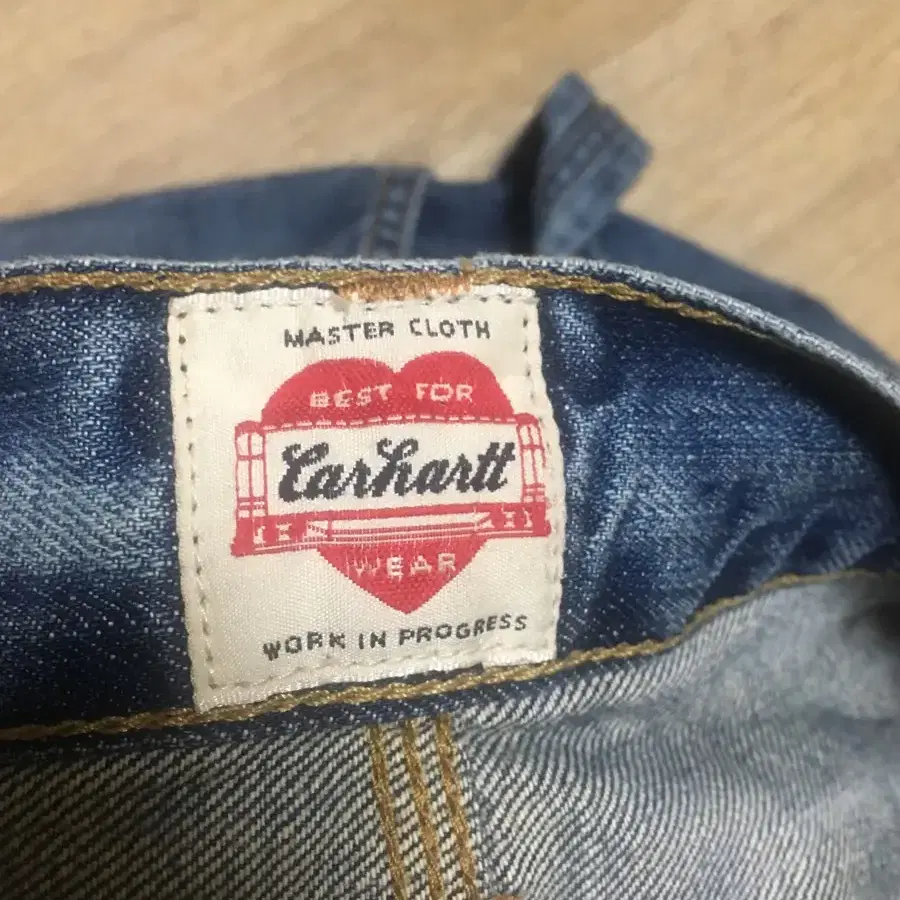 MASTER CLOTH
BEST FOR
Carhartt
WEAR
WORK IN PROGRESS